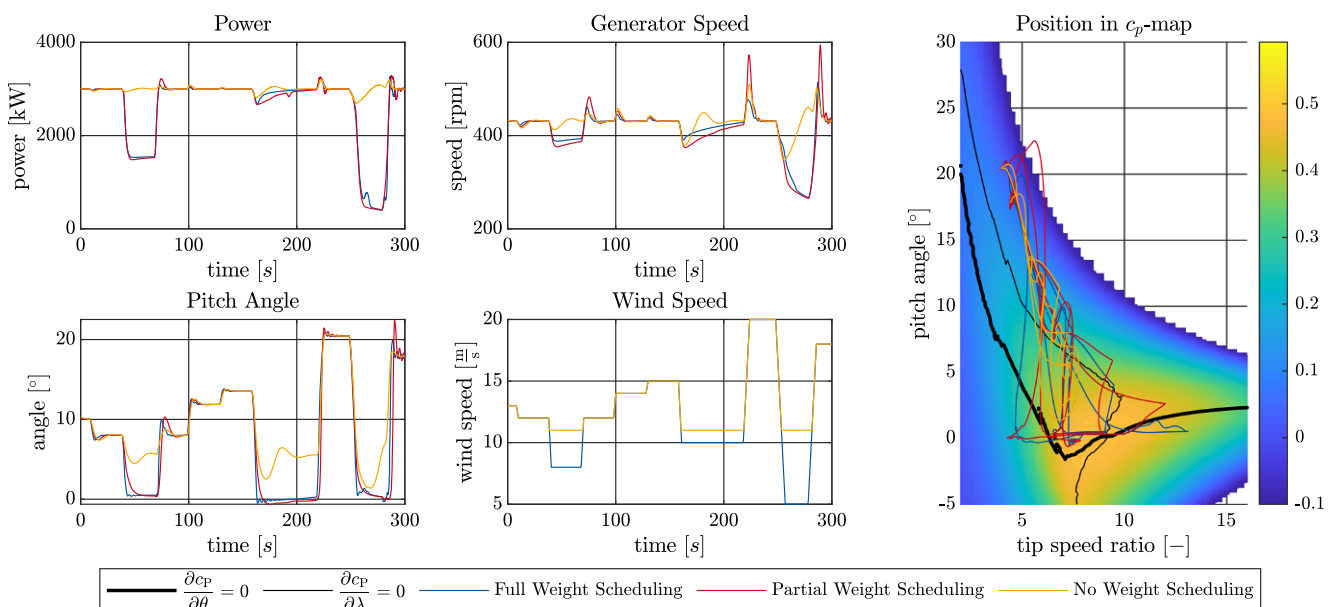 Power
4000
2000
0
power [kW]
0
100
200
300
time [s]
Generator Speed
600
400
200
speed [rpm]
0
100
200
300
time [s]
Position in c_p-map
30
25
20
15
10
5
0
-5
pitch angle [°]
5
10
15
tip speed ratio [−]
0.5
0.4
0.3
0.2
0.1
0
-0.1
Pitch Angle
20
10
0
angle [°]
0
100
200
300
time [s]
Wind Speed
20
15
10
5
wind speed [m/s]
0
100
200
300
time [s]
∂c_P/∂θ = 0
∂c_P/∂λ = 0
Full Weight Scheduling
Partial Weight Scheduling
No Weight Scheduling